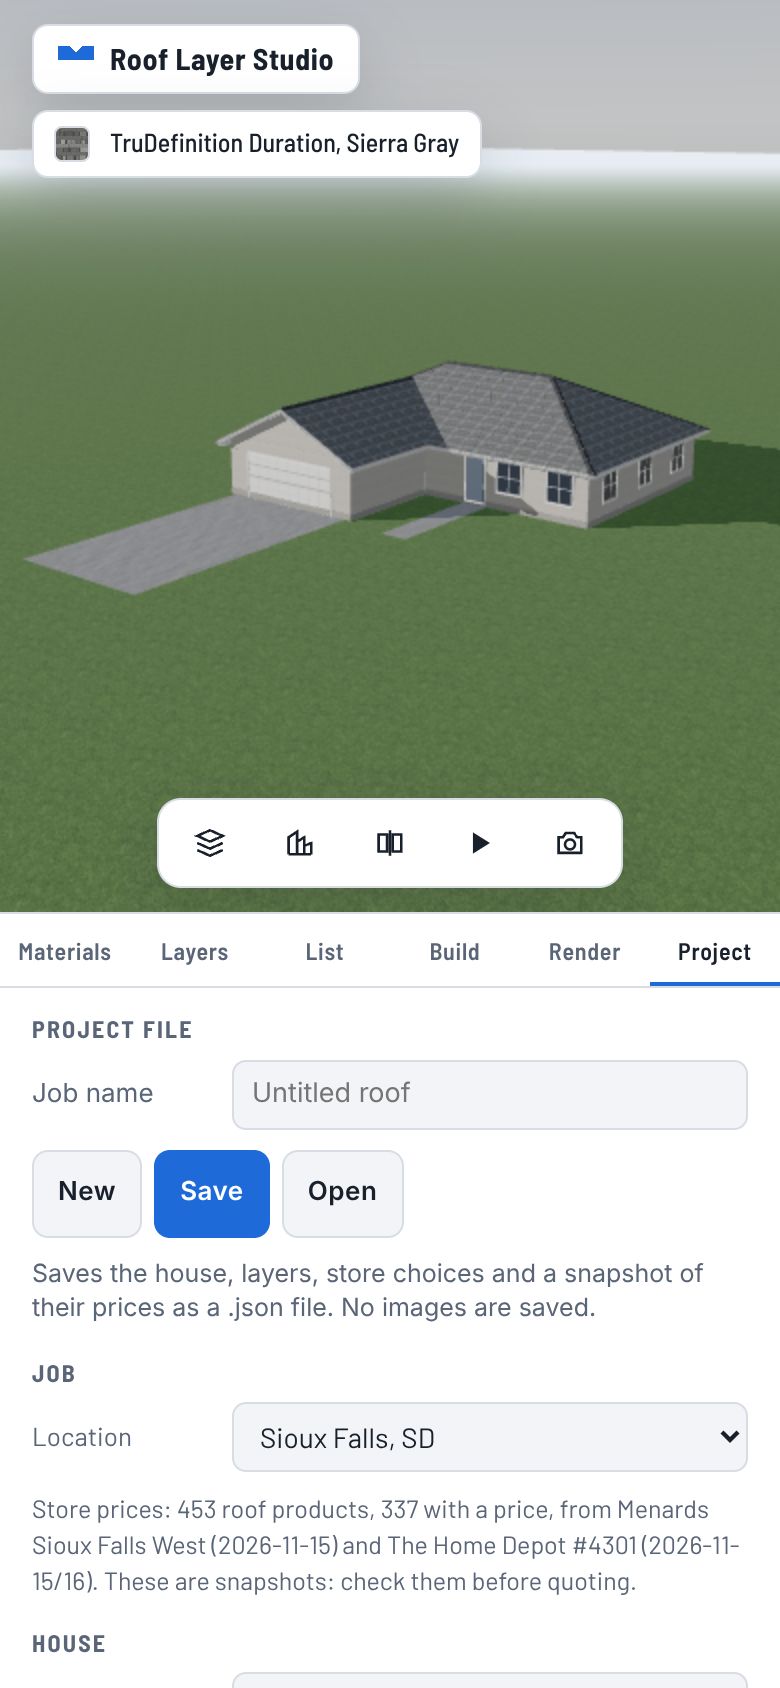 Roof Layer Studio
TruDefinition Duration, Sierra Gray
Materials
Layers
List
Build
Render
Project
PROJECT FILE
Job name
Untitled roof
New
Save
Open
Saves the house, layers, store choices and a snapshot of
their prices as a .json file. No images are saved.
JOB
Location
Sioux Falls, SD
Store prices: 453 roof products, 337 with a price, from Menards
Sioux Falls West (2026-11-15) and The Home Depot #4301 (2026-11-
15/16). These are snapshots: check them before quoting.
HOUSE